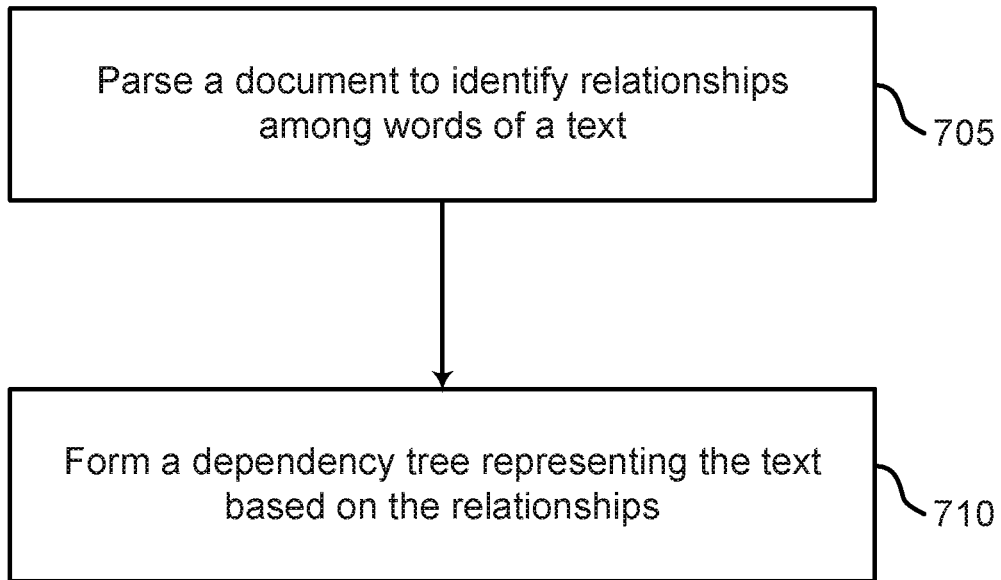 Parse a document to identify relationships
among words of a text
705
Form a dependency tree representing the text
based on the relationships
710